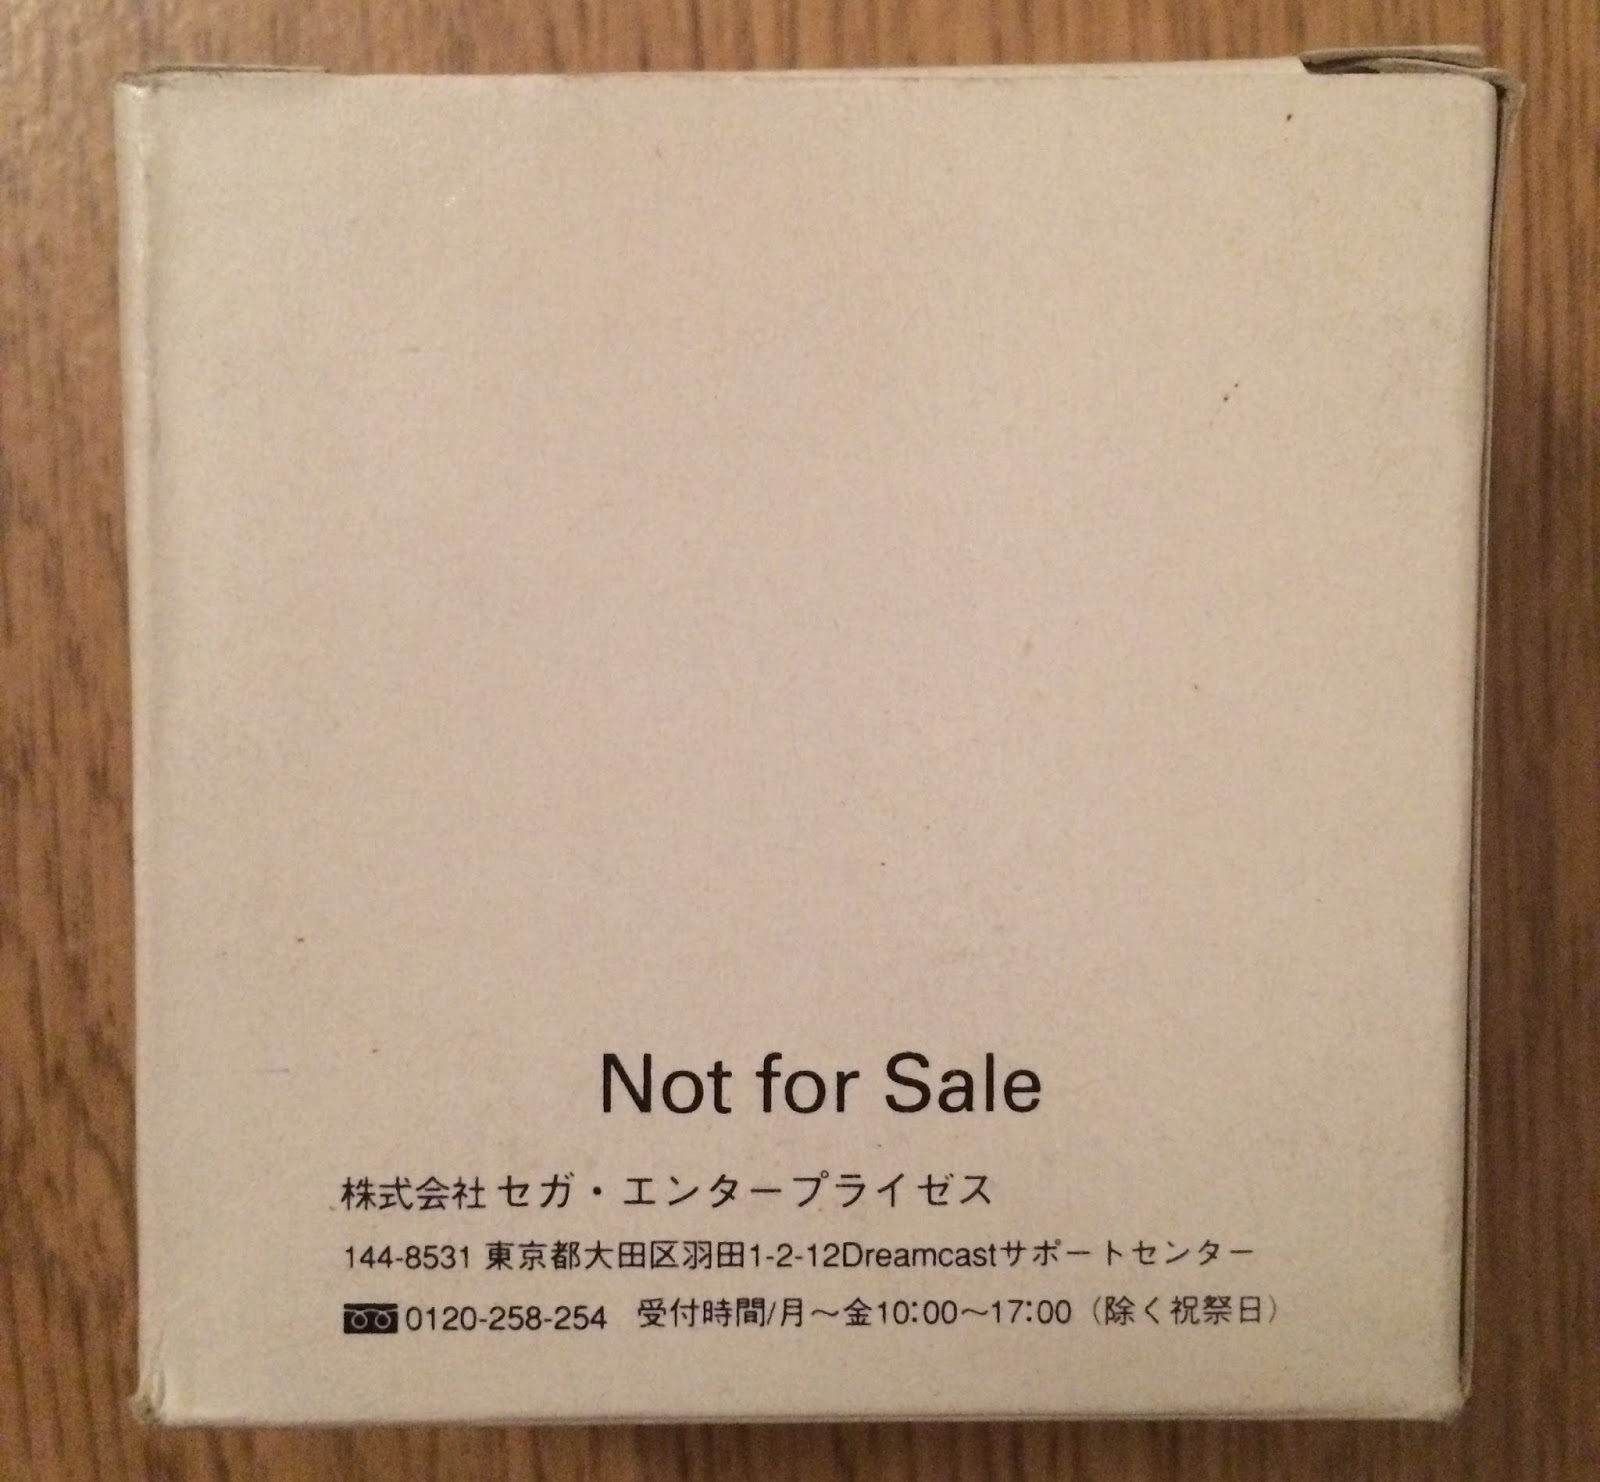 Not for Sale
株式会社 セガ・エンタープライゼス
144-8531 東京都大田区羽田1-2-12Dreamcastサポートセンター
0120-258-254 受付時間/月〜金10:00〜17:00（除く祝祭日）